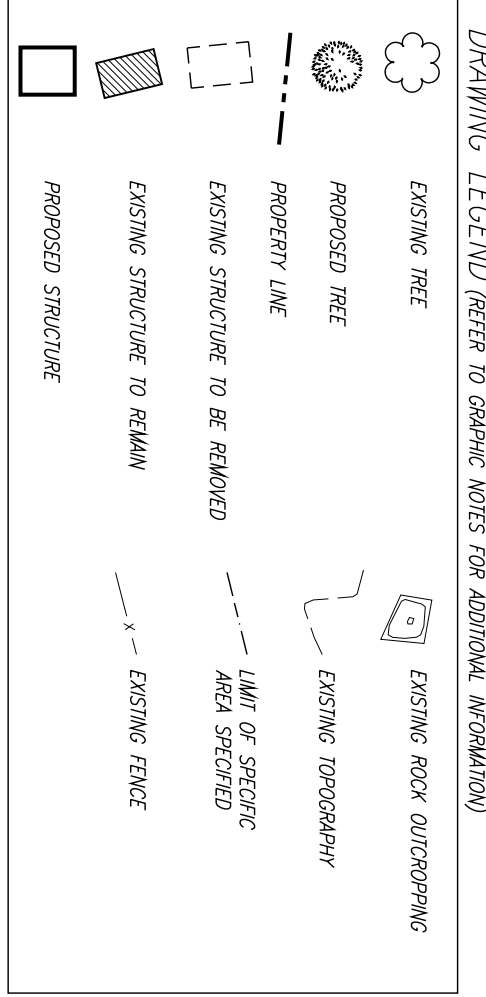 DRAWING LEGEND (REFER TO GRAPHIC NOTES FOR ADDITIONAL INFORMATION)
EXISTING TREE
PROPOSED TREE
PROPERTY LINE
EXISTING STRUCTURE TO BE REMOVED
EXISTING STRUCTURE TO REMAIN
PROPOSED STRUCTURE
EXISTING ROCK OUTCROPPING
EXISTING TOPOGRAPHY
LIMIT OF SPECIFIC
AREA SPECIFIED
X
EXISTING FENCE